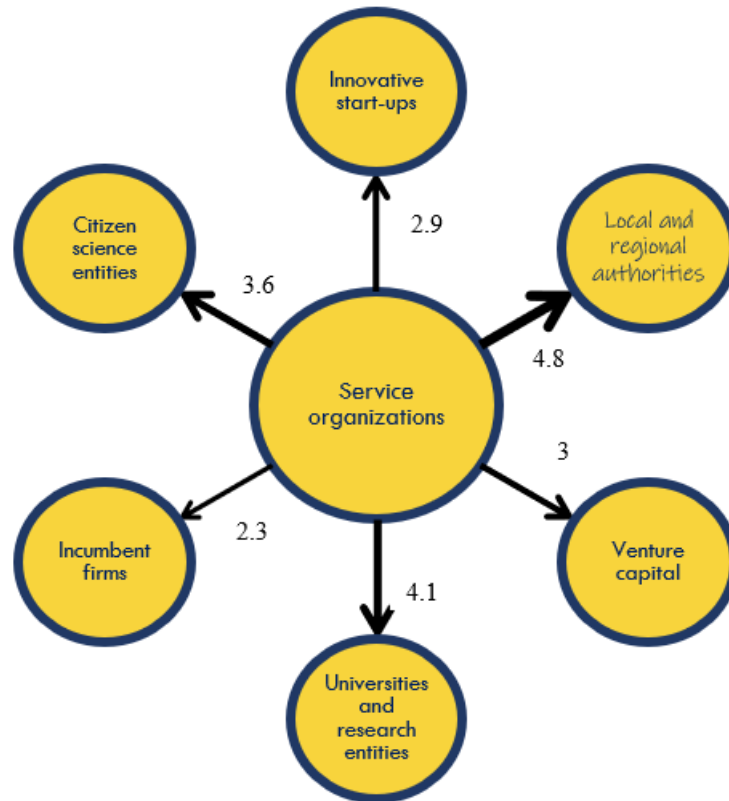 Innovative
start-ups
Citizen
science
entities
Local and
regional
authorities
2.9
3.6
4.8
Service
organizations
3
2.3
Incumbent
firms
Venture
capital
4.1
Universities
and
research
entities